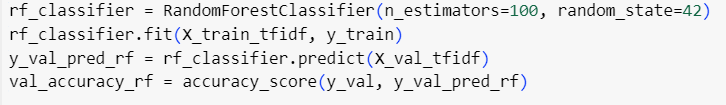 rf_classifier = RandomForestClassifier(n_estimators=100, random_state=42)
rf_classifier.fit(X_train_tfidf, y_train)
y_val_pred_rf = rf_classifier.predict(X_val_tfidf)
val_accuracy_rf = accuracy_score(y_val, y_val_pred_rf)